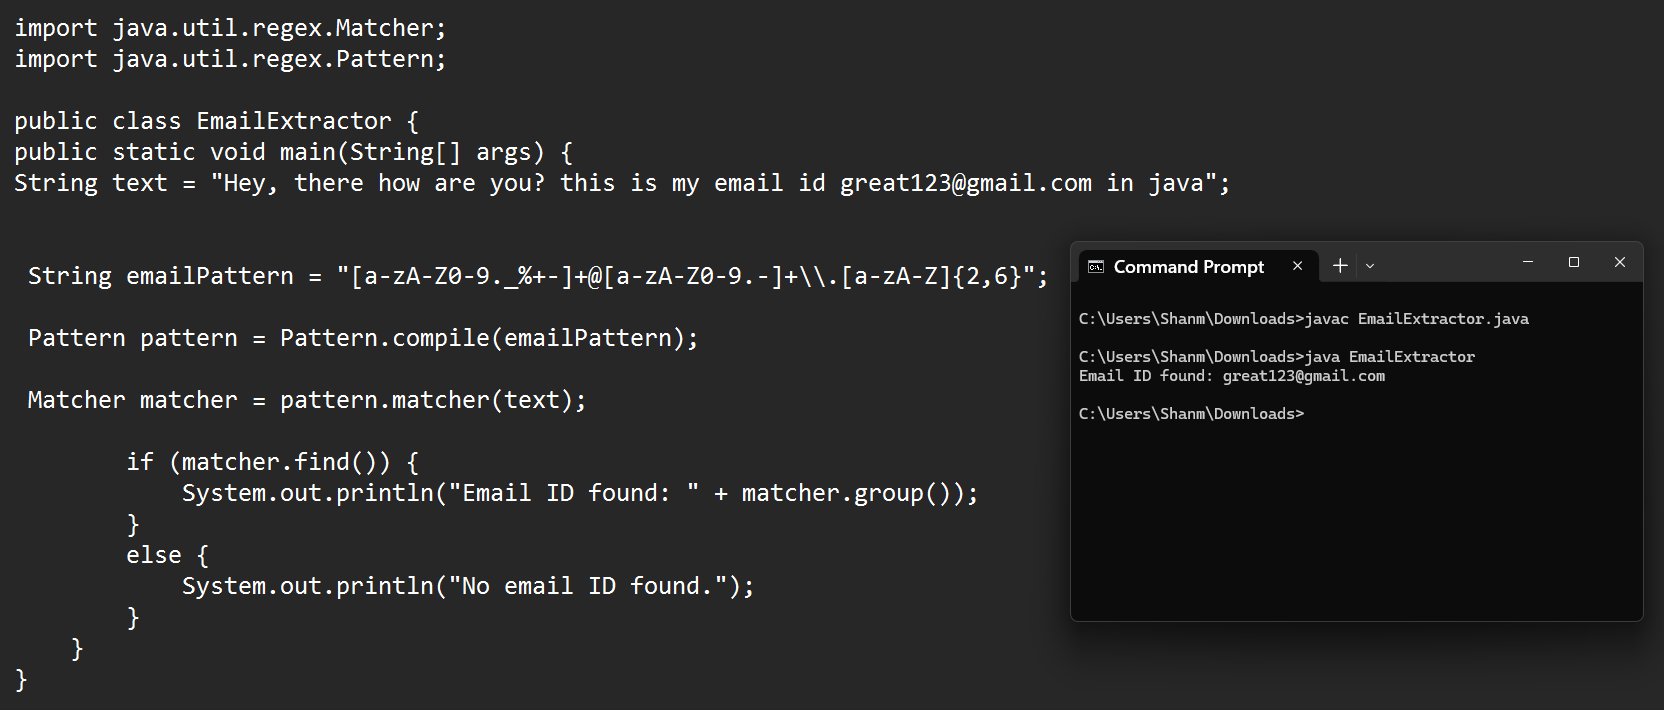 import java.util.regex.Matcher;
import java.util.regex.Pattern;
public class EmailExtractor {
public static void main(String[] args) {
String text = "Hey, there how are you? this is my email id great123@gmail.com in java";
String emailPattern = "[a-zA-Z0-9._%+-]+@[a-zA-Z0-9.-]+\\.[a-zA-Z]{2,6}";
Pattern pattern = Pattern.compile(emailPattern);
Matcher matcher = pattern.matcher(text);
if (matcher.find()) {
System.out.println("Email ID found: " + matcher.group());
}
else {
System.out.println("No email ID found.");
}
}
}
Command Prompt
C:\Users\Shanm\Downloads>javac EmailExtractor.java
C:\Users\Shanm\Downloads>java EmailExtractor
Email ID found: great123@gmail.com
C:\Users\Shanm\Downloads>